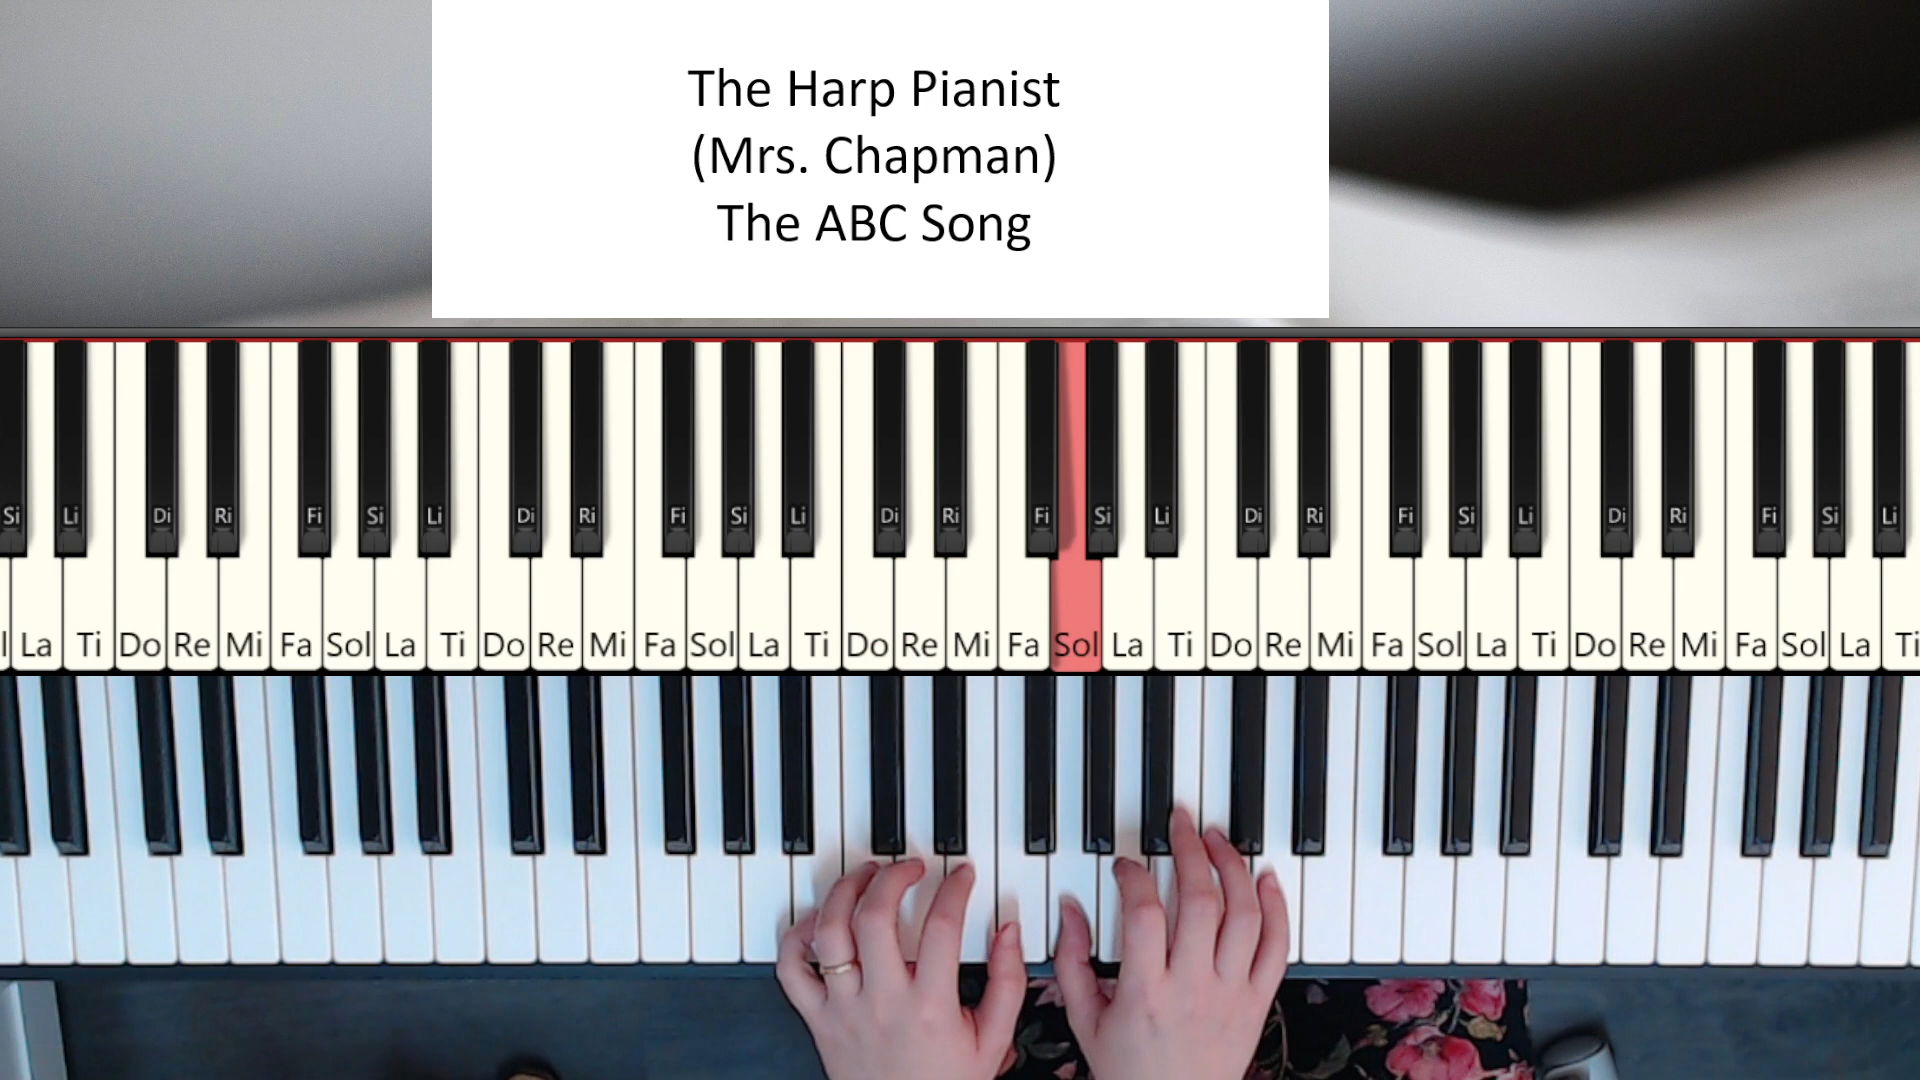 The Harp Pianist
(Mrs. Chapman)
The ABC Song
Si Li Di Ri Fi Si Li Di Ri Fi Si Li Di Ri Fi Si Li Di Ri Fi Si Li Di Ri Fi Si Li
l La Ti Do Re Mi Fa Sol La Ti Do Re Mi Fa Sol La Ti Do Re Mi Fa Sol La Ti Do Re Mi Fa Sol La Ti Do Re Mi Fa Sol La Ti